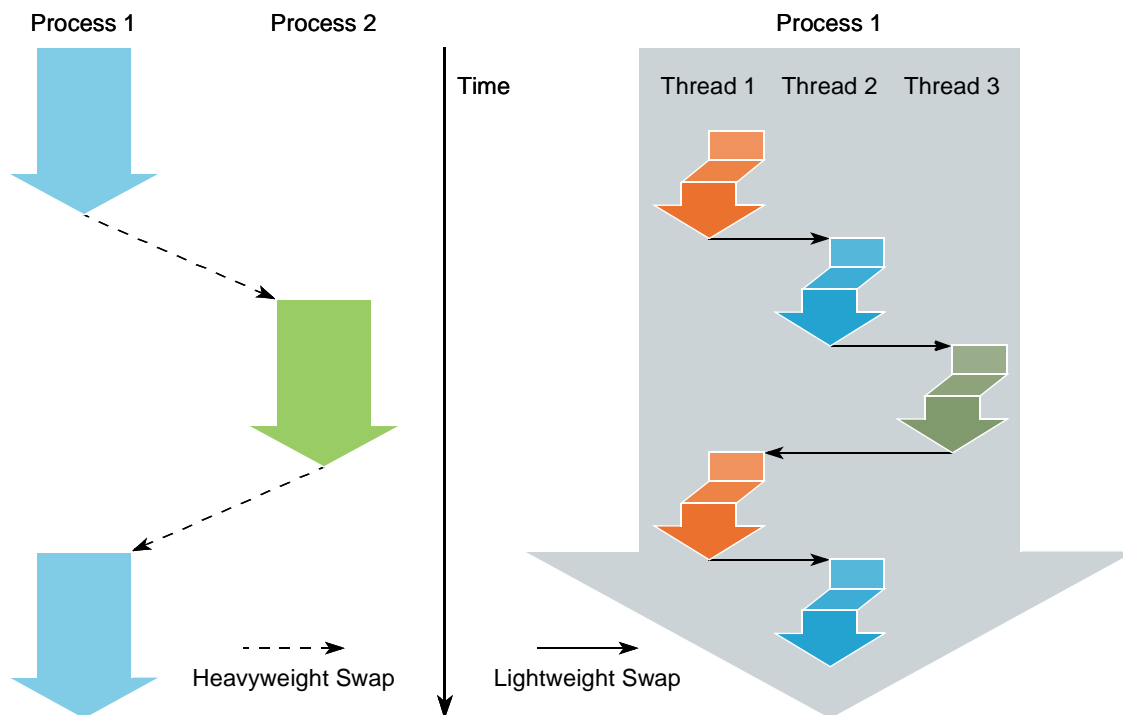 Process 1
Process 2
Process 1
Time
Thread 1
Thread 2
Thread 3
Heavyweight Swap
Lightweight Swap